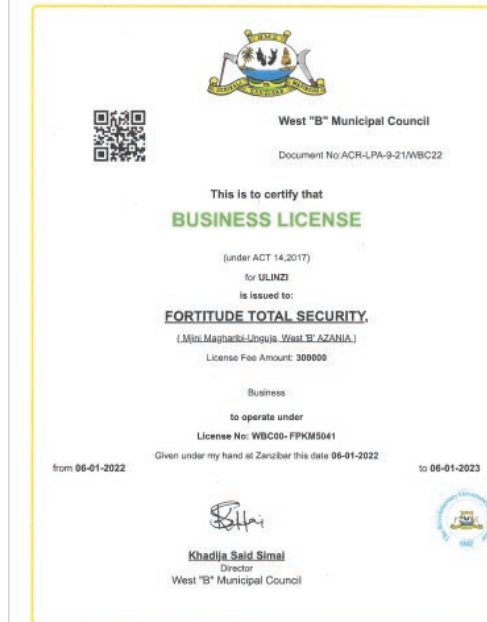 West "B" Municipal Council
Document No:ACR-LPA-9-21/WBC22
This is to certify that
BUSINESS LICENSE
(under ACT 14,2017)
for ULINZI
is issued to:
FORTITUDE TOTAL SECURITY,
( Mjini Magharibi-Unguja, West 'B' AZANIA )
License Fee Amount: 300000
Business
to operate under
License No: WBC00- FPKM5041
Given under my hand at Zanzibar this date 06-01-2022
from 06-01-2022 to 06-01-2023
Khadija Said Simai
Director
West "B" Municipal Council